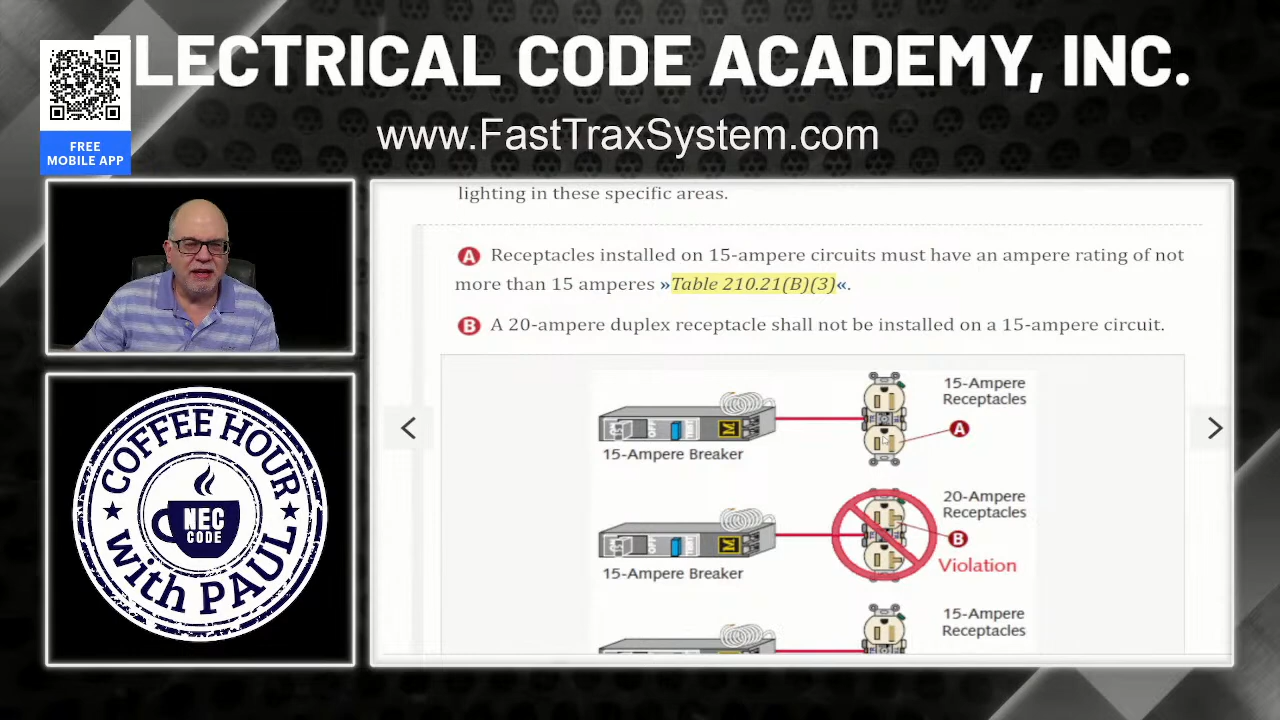 ELECTRICAL CODE ACADEMY, INC.
www.FastTraxSystem.com
FREE
MOBILE APP
lighting in these specific areas.
A Receptacles installed on 15-ampere circuits must have an ampere rating of not
more than 15 amperes »Table 210.21(B)(3)«.
B A 20-ampere duplex receptacle shall not be installed on a 15-ampere circuit.
15-Ampere
Receptacles
A
OFF
M
15-Ampere Breaker
20-Ampere
Receptacles
B
Violation
OFF
M
15-Ampere Breaker
15-Ampere
Receptacles
COFFEE HOUR
NEC
CODE
with PAUL